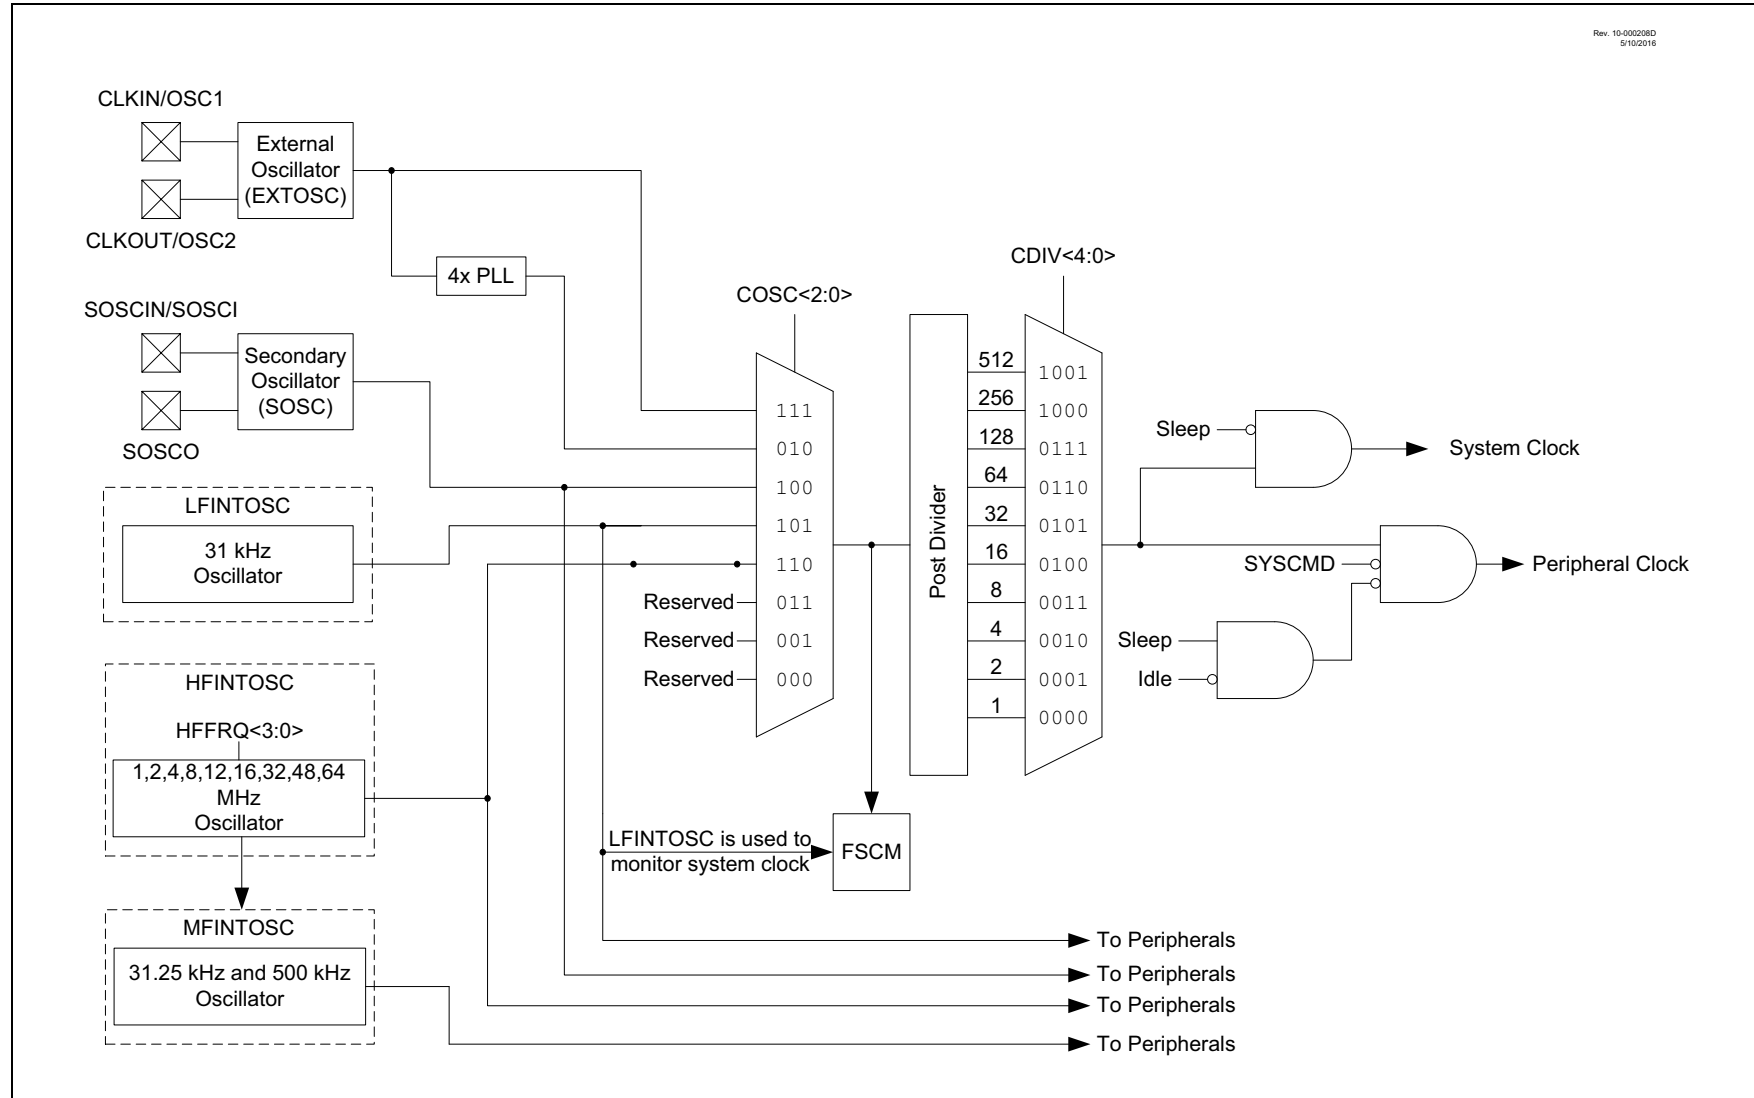 Rev. 10-000208D
5/10/2016
CLKIN/OSC1
External
Oscillator
(EXTOSC)
CLKOUT/OSC2
4x PLL
SOSCIN/SOSCI
Secondary
Oscillator
(SOSC)
SOSCO
LFINTOSC
31 kHz
Oscillator
HFINTOSC
HFFRQ<3:0>
1,2,4,8,12,16,32,48,64
MHz
Oscillator
MFINTOSC
31.25 kHz and 500 kHz
Oscillator
COSC<2:0>
111
010
100
101
110
Reserved 011
Reserved 001
Reserved 000
LFINTOSC is used to
monitor system clock
FSCM
Post Divider
CDIV<4:0>
512 1001
256 1000
128 0111
64 0110
32 0101
16 0100
8 0011
4 0010
2 0001
1 0000
Sleep
System Clock
SYSCMD
Peripheral Clock
Sleep
Idle
To Peripherals
To Peripherals
To Peripherals
To Peripherals